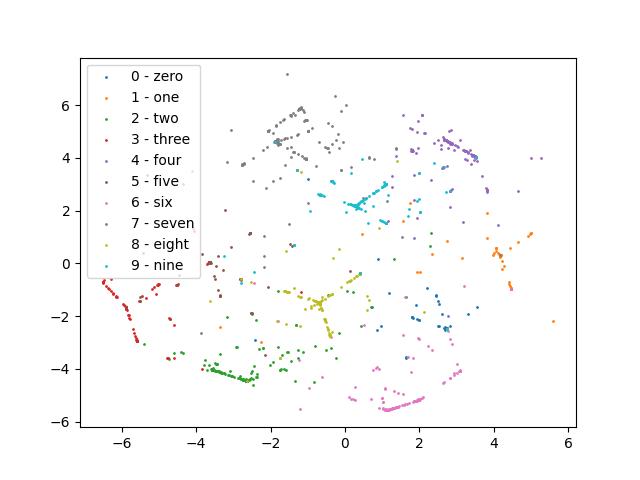 0 - zero
1 - one
2 - two
3 - three
4 - four
5 - five
6 - six
7 - seven
8 - eight
9 - nine
6
4
2
0
−2
−4
−6
−6 −4 −2 0 2 4 6